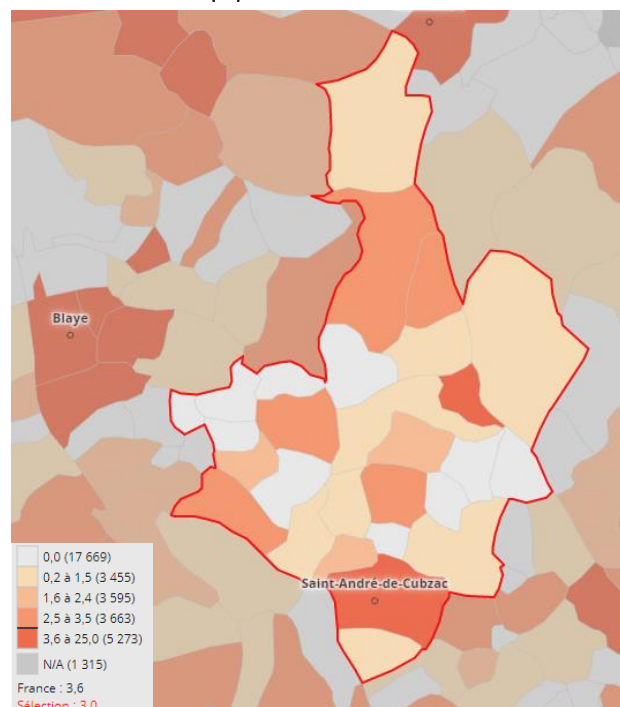 Blaye
Saint-André-de-Cubzac
0,0 (17 669)
0,2 à 1,5 (3 455)
1,6 à 2,4 (3 595)
2,5 à 3,5 (3 663)
3,6 à 25,0 (5 273)
N/A (1 315)
France : 3,6
Sélection : 3,0